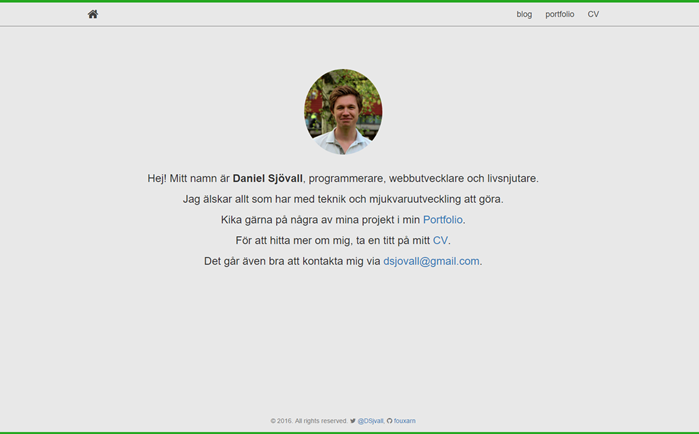 blog portfolio CV
Hej! Mitt namn är Daniel Sjövall, programmerare, webbutvecklare och livsnjutare.
Jag älskar allt som har med teknik och mjukvaruutveckling att göra.
Kika gärna på några av mina projekt i min Portfolio.
För att hitta mer om mig, ta en titt på mitt CV.
Det går även bra att kontakta mig via dsjovall@gmail.com.
© 2016. All rights reserved. @DSjvall, fouxarn